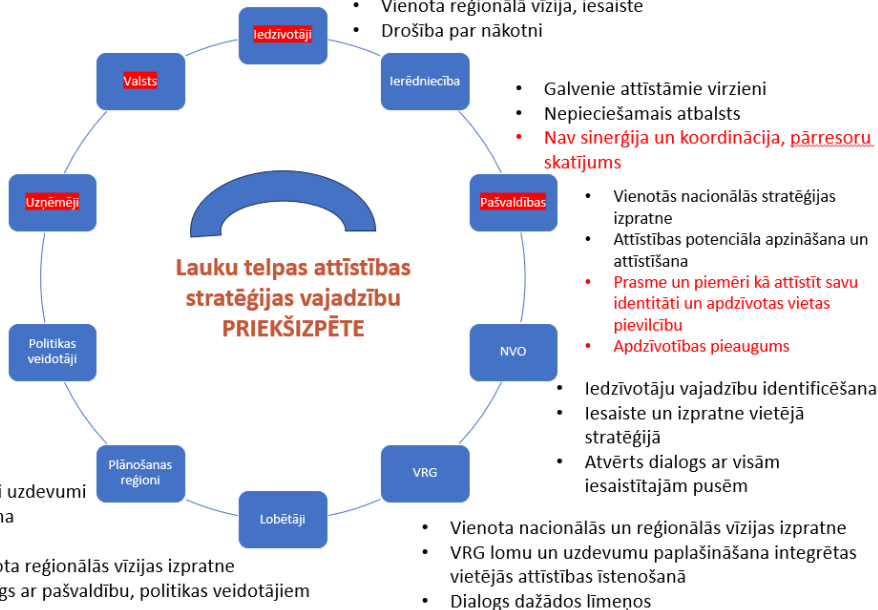 Vienota reģionālā vīzija, iesaiste
Drošība par nākotni
Iedzīvotāji
Ierēdniecība
Valsts
• Galvenie attīstāmie virzieni
• Nepieciešamais atbalsts
• Nav sinerģija un koordinācija, pārresoru
skatījums
Uzņēmēji
Pašvaldības
• Vienotās nacionālās stratēģijas
izpratne
• Attīstības potenciāla apzināšana un
attīstīšana
• Prasme un piemēri kā attīstīt savu
identitāti un apdzīvotas vietas
pievilcību
• Apdzīvotības pieaugums
Lauku telpas attīstības
stratēģijas vajadzību
PRIEKŠIZPĒTE
Politikas
veidotāji
NVO
• Iedzīvotāju vajadzību identificēšana
• Iesaiste un izpratne vietējā
stratēģijā
• Atvērts dialogs ar visām
iesaistītajām pusēm
Plānošanas
reģioni
VRG
Lobētāji
i uzdevumi
na
ota reģionālās vīzijas izpratne
gs ar pašvaldību, politikas veidotājiem
• Vienota nacionālās un reģionālās vīzijas izpratne
• VRG lomu un uzdevumu paplašināšana integrētas
vietējās attīstības īstenošanā
• Dialogs dažādos līmeņos